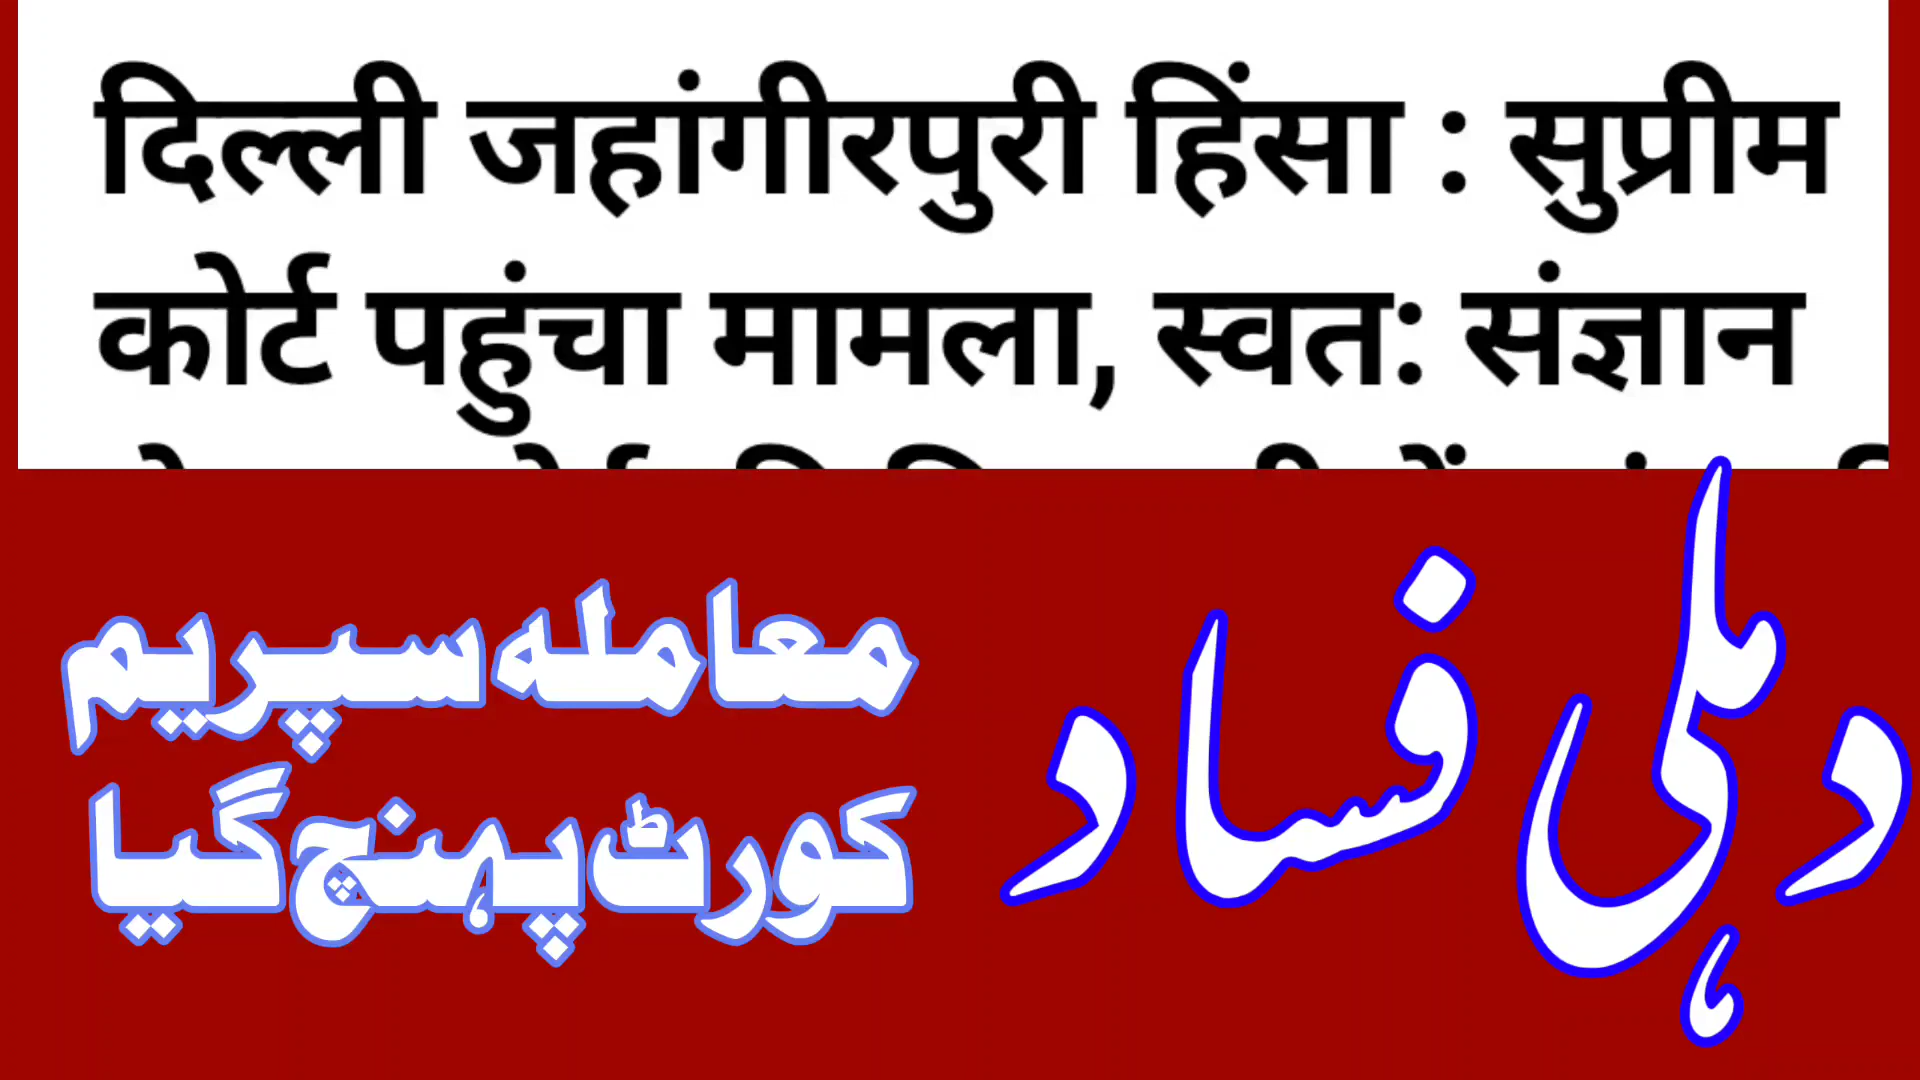 दिल्ली जहांगीरपुरी हिंसा : सुप्रीम
कोर्ट पहुंचा मामला, स्वत: संज्ञान
دہلی فساد
معاملہ سپریم
کورٹ پہنچ گیا